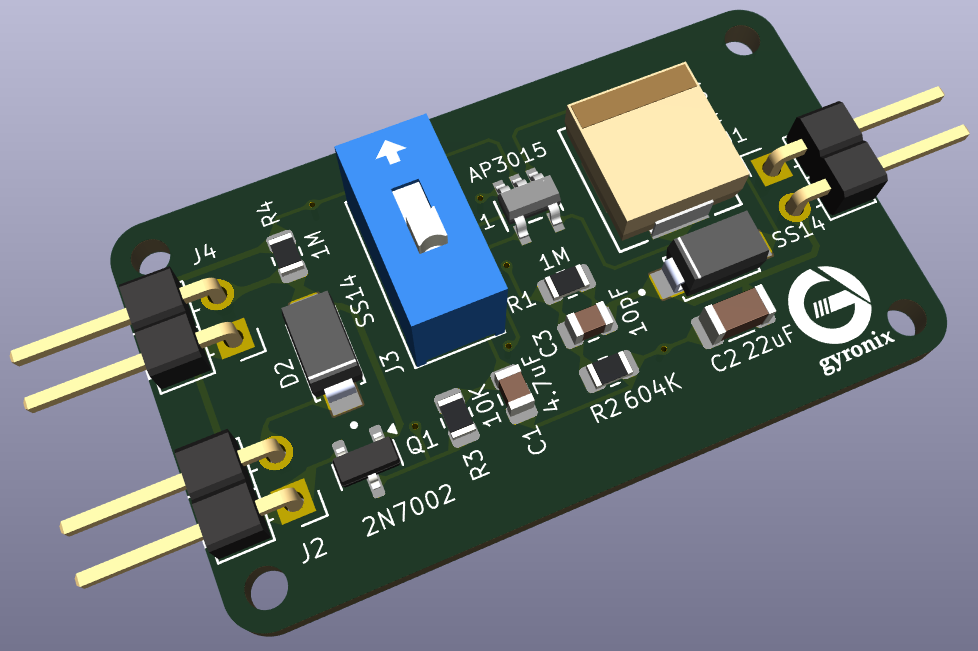 AP3015
1
1
SS14
R4
1M
J4
SS14
D2
J3
R1
1M
10pF
C3
4.7uF
C1
10K
R3
R2 604K
C2 22uF
gyronix
Q1
2N7002
J2